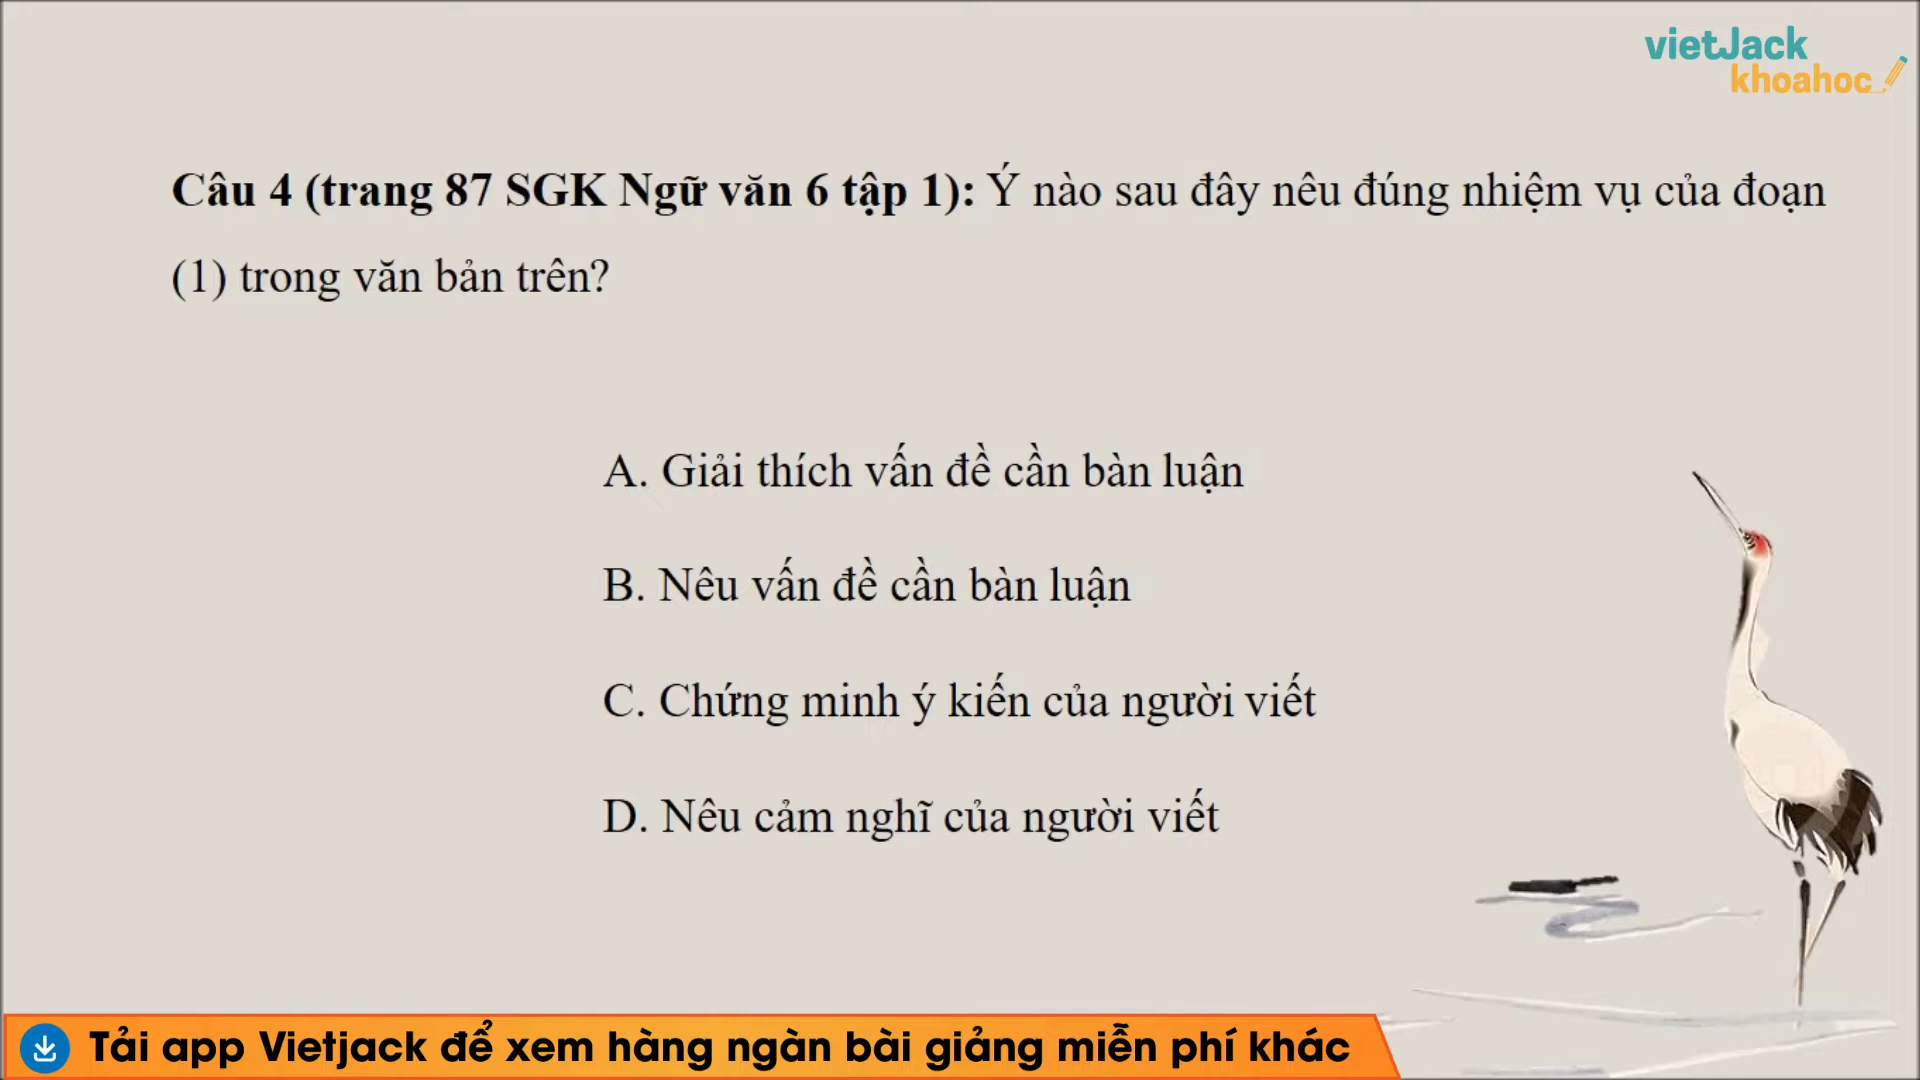 vietJack
khoahoc
Câu 4 (trang 87 SGK Ngữ văn 6 tập 1): Ý nào sau đây nêu đúng nhiệm vụ của đoạn
(1) trong văn bản trên?
A. Giải thích vấn đề cần bàn luận
B. Nêu vấn đề cần bàn luận
C. Chứng minh ý kiến của người viết
D. Nêu cảm nghĩ của người viết
Tải app Vietjack để xem hàng ngàn bài giảng miễn phí khác